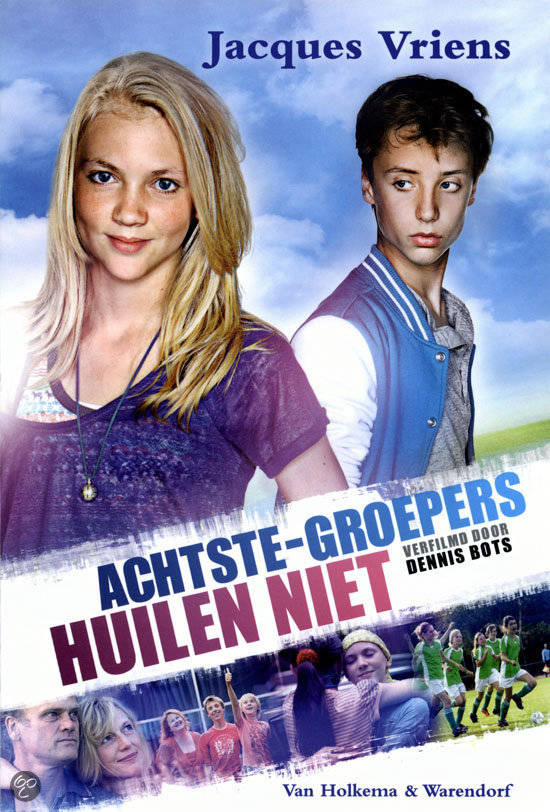 Jacques Vriens
ACHTSTE-GROEPERS
HUILEN NIET
VERFILMD DOOR
DENNIS BOTS
Van Holkema & Warendorf